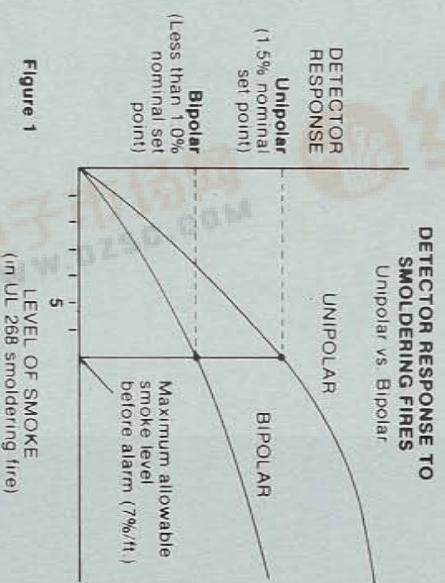 DETECTOR RESPONSE TO
SMOLDERING FIRES
Unipolar vs Bipolar
DETECTOR
RESPONSE
Unipolar
(1.5% nominal
set point)
Bipolar
(Less than 1.0%
nominal set
point)
UNIPOLAR
BIPOLAR
Maximum allowable
smoke level
before alarm (7%/ft.)
5
LEVEL OF SMOKE
(in UL 268 smoldering fire)
Figure 1